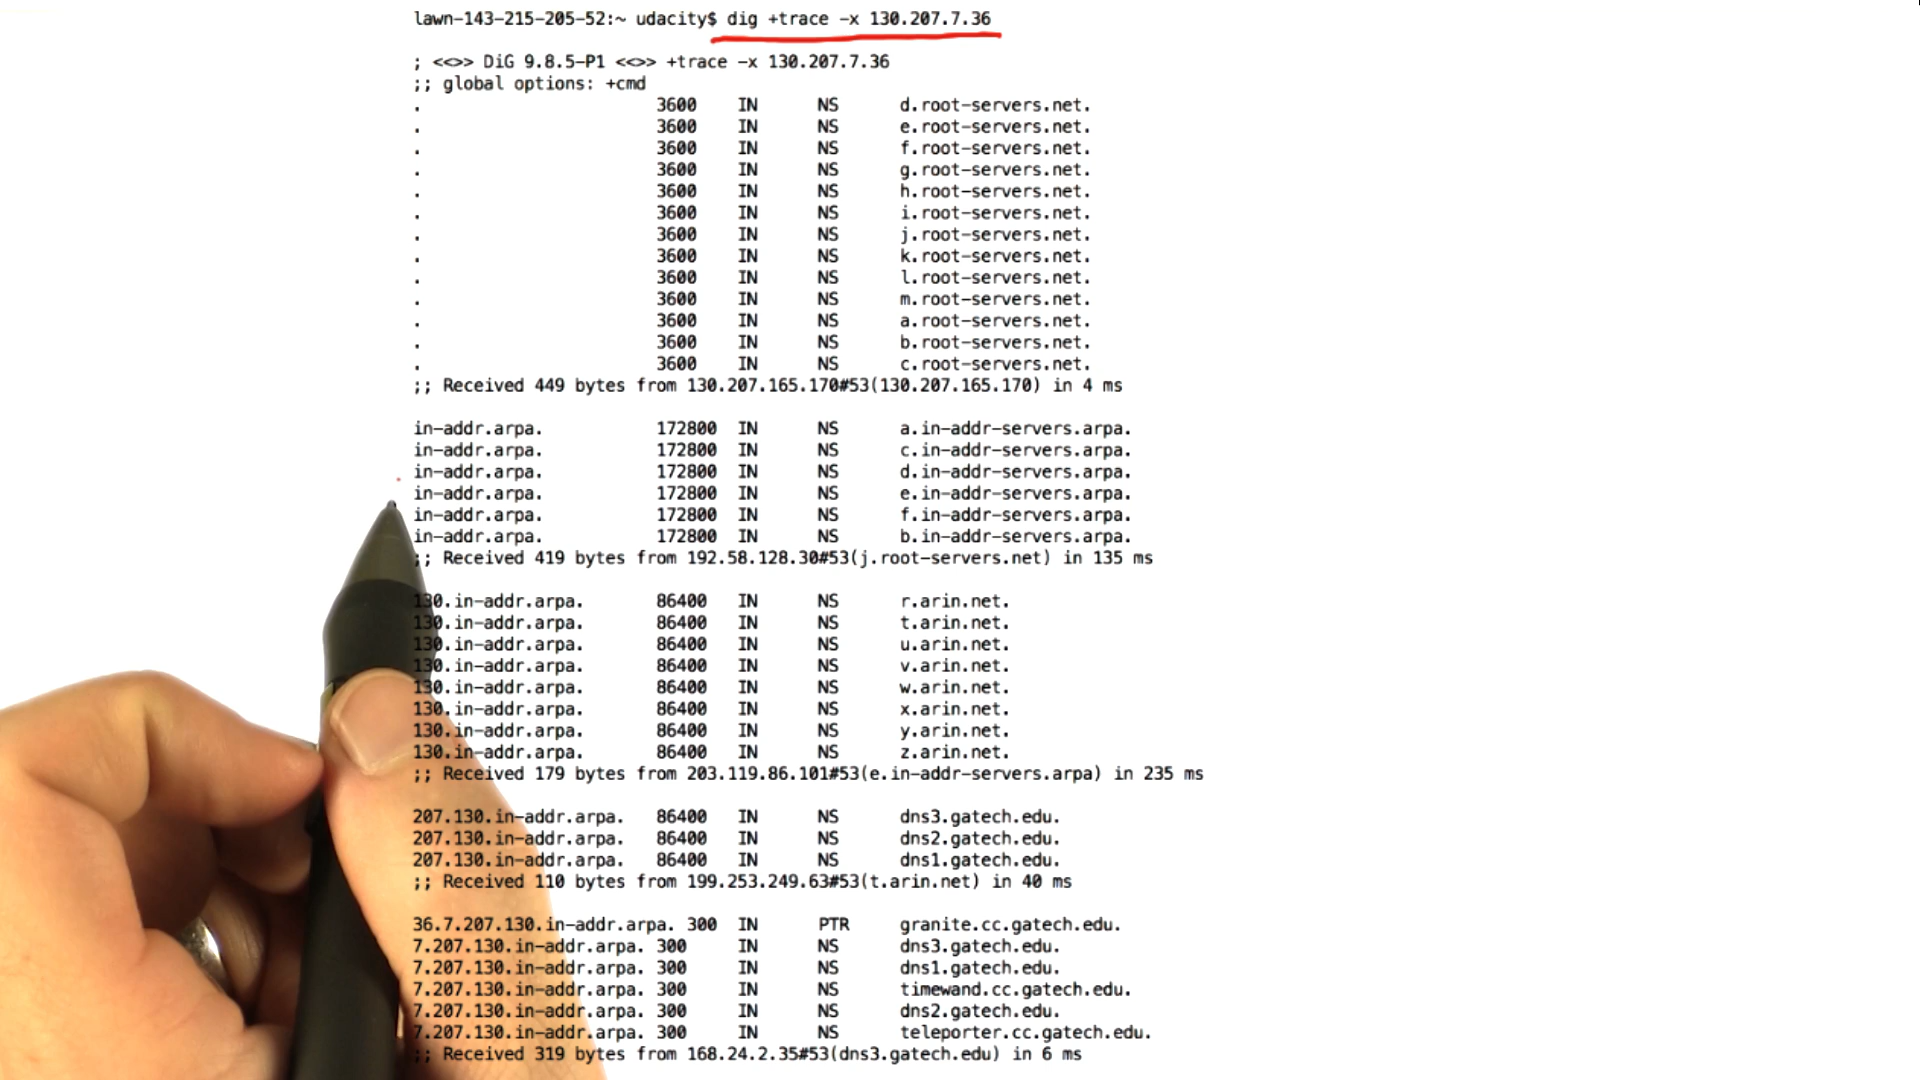 lawn-143-215-205-52:~ udacity$ dig +trace -x 130.207.7.36
; <<>> DiG 9.8.5-P1 <<>> +trace -x 130.207.7.36
;; global options: +cmd
. 3600 IN NS d.root-servers.net.
. 3600 IN NS e.root-servers.net.
. 3600 IN NS f.root-servers.net.
. 3600 IN NS g.root-servers.net.
. 3600 IN NS h.root-servers.net.
. 3600 IN NS i.root-servers.net.
. 3600 IN NS j.root-servers.net.
. 3600 IN NS k.root-servers.net.
. 3600 IN NS l.root-servers.net.
. 3600 IN NS m.root-servers.net.
. 3600 IN NS a.root-servers.net.
. 3600 IN NS b.root-servers.net.
. 3600 IN NS c.root-servers.net.
;; Received 449 bytes from 130.207.165.170#53(130.207.165.170) in 4 ms
in-addr.arpa. 172800 IN NS a.in-addr-servers.arpa.
in-addr.arpa. 172800 IN NS c.in-addr-servers.arpa.
in-addr.arpa. 172800 IN NS d.in-addr-servers.arpa.
in-addr.arpa. 172800 IN NS e.in-addr-servers.arpa.
in-addr.arpa. 172800 IN NS f.in-addr-servers.arpa.
in-addr.arpa. 172800 IN NS b.in-addr-servers.arpa.
;; Received 419 bytes from 192.58.128.30#53(j.root-servers.net) in 135 ms
130.in-addr.arpa. 86400 IN NS r.arin.net.
130.in-addr.arpa. 86400 IN NS t.arin.net.
130.in-addr.arpa. 86400 IN NS u.arin.net.
130.in-addr.arpa. 86400 IN NS v.arin.net.
130.in-addr.arpa. 86400 IN NS w.arin.net.
130.in-addr.arpa. 86400 IN NS x.arin.net.
130.in-addr.arpa. 86400 IN NS y.arin.net.
130.in-addr.arpa. 86400 IN NS z.arin.net.
;; Received 179 bytes from 203.119.86.101#53(e.in-addr-servers.arpa) in 235 ms
207.130.in-addr.arpa. 86400 IN NS dns3.gatech.edu.
207.130.in-addr.arpa. 86400 IN NS dns2.gatech.edu.
207.130.in-addr.arpa. 86400 IN NS dns1.gatech.edu.
;; Received 110 bytes from 199.253.249.63#53(t.arin.net) in 40 ms
36.7.207.130.in-addr.arpa. 300 IN PTR granite.cc.gatech.edu.
7.207.130.in-addr.arpa. 300 IN NS dns3.gatech.edu.
7.207.130.in-addr.arpa. 300 IN NS dns1.gatech.edu.
7.207.130.in-addr.arpa. 300 IN NS timewand.cc.gatech.edu.
7.207.130.in-addr.arpa. 300 IN NS dns2.gatech.edu.
7.207.130.in-addr.arpa. 300 IN NS teleporter.cc.gatech.edu.
;; Received 319 bytes from 168.24.2.35#53(dns3.gatech.edu) in 6 ms